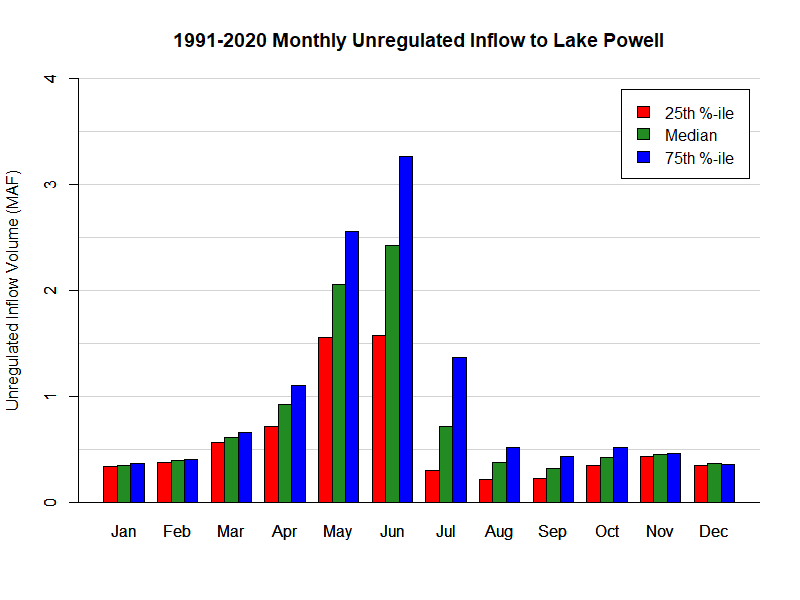 1991-2020 Monthly Unregulated Inflow to Lake Powell
Unregulated Inflow Volume (MAF)
4
3
2
1
0
25th %-ile
Median
75th %-ile
Jan Feb Mar Apr May Jun Jul Aug Sep Oct Nov Dec